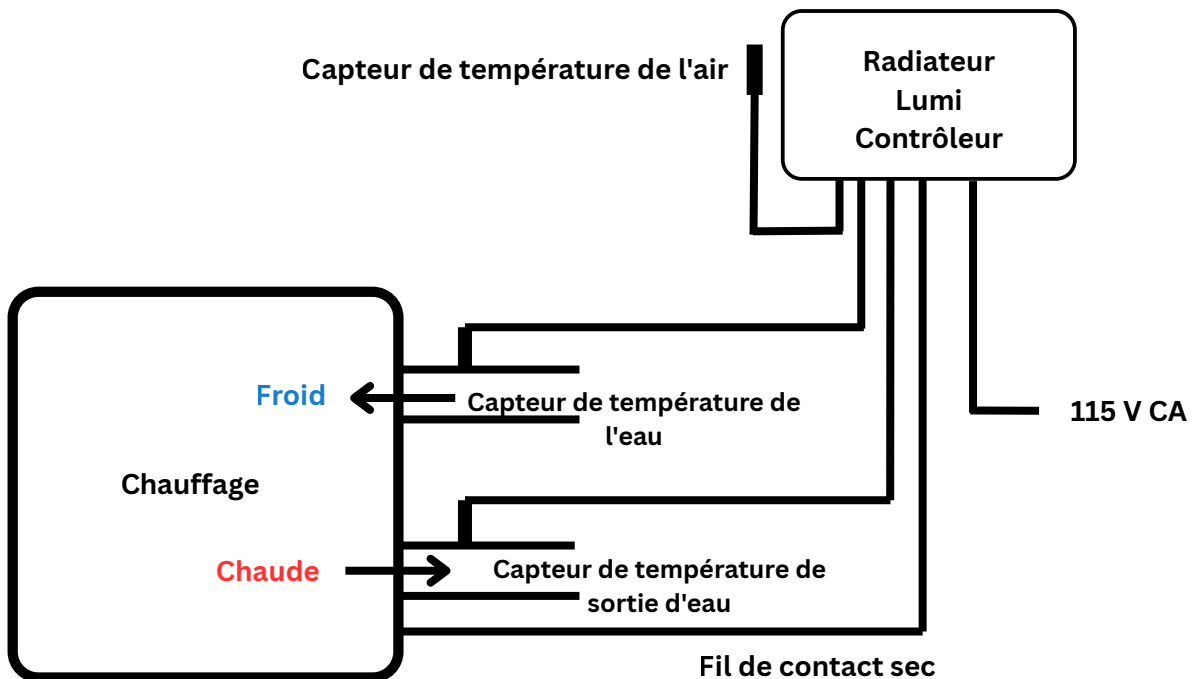 Capteur de température de l'air
Radiateur
Lumi
Contrôleur
Froid
Capteur de température de
l'eau
115 V CA
Chauffage
Chaude
Capteur de température de
sortie d'eau
Fil de contact sec